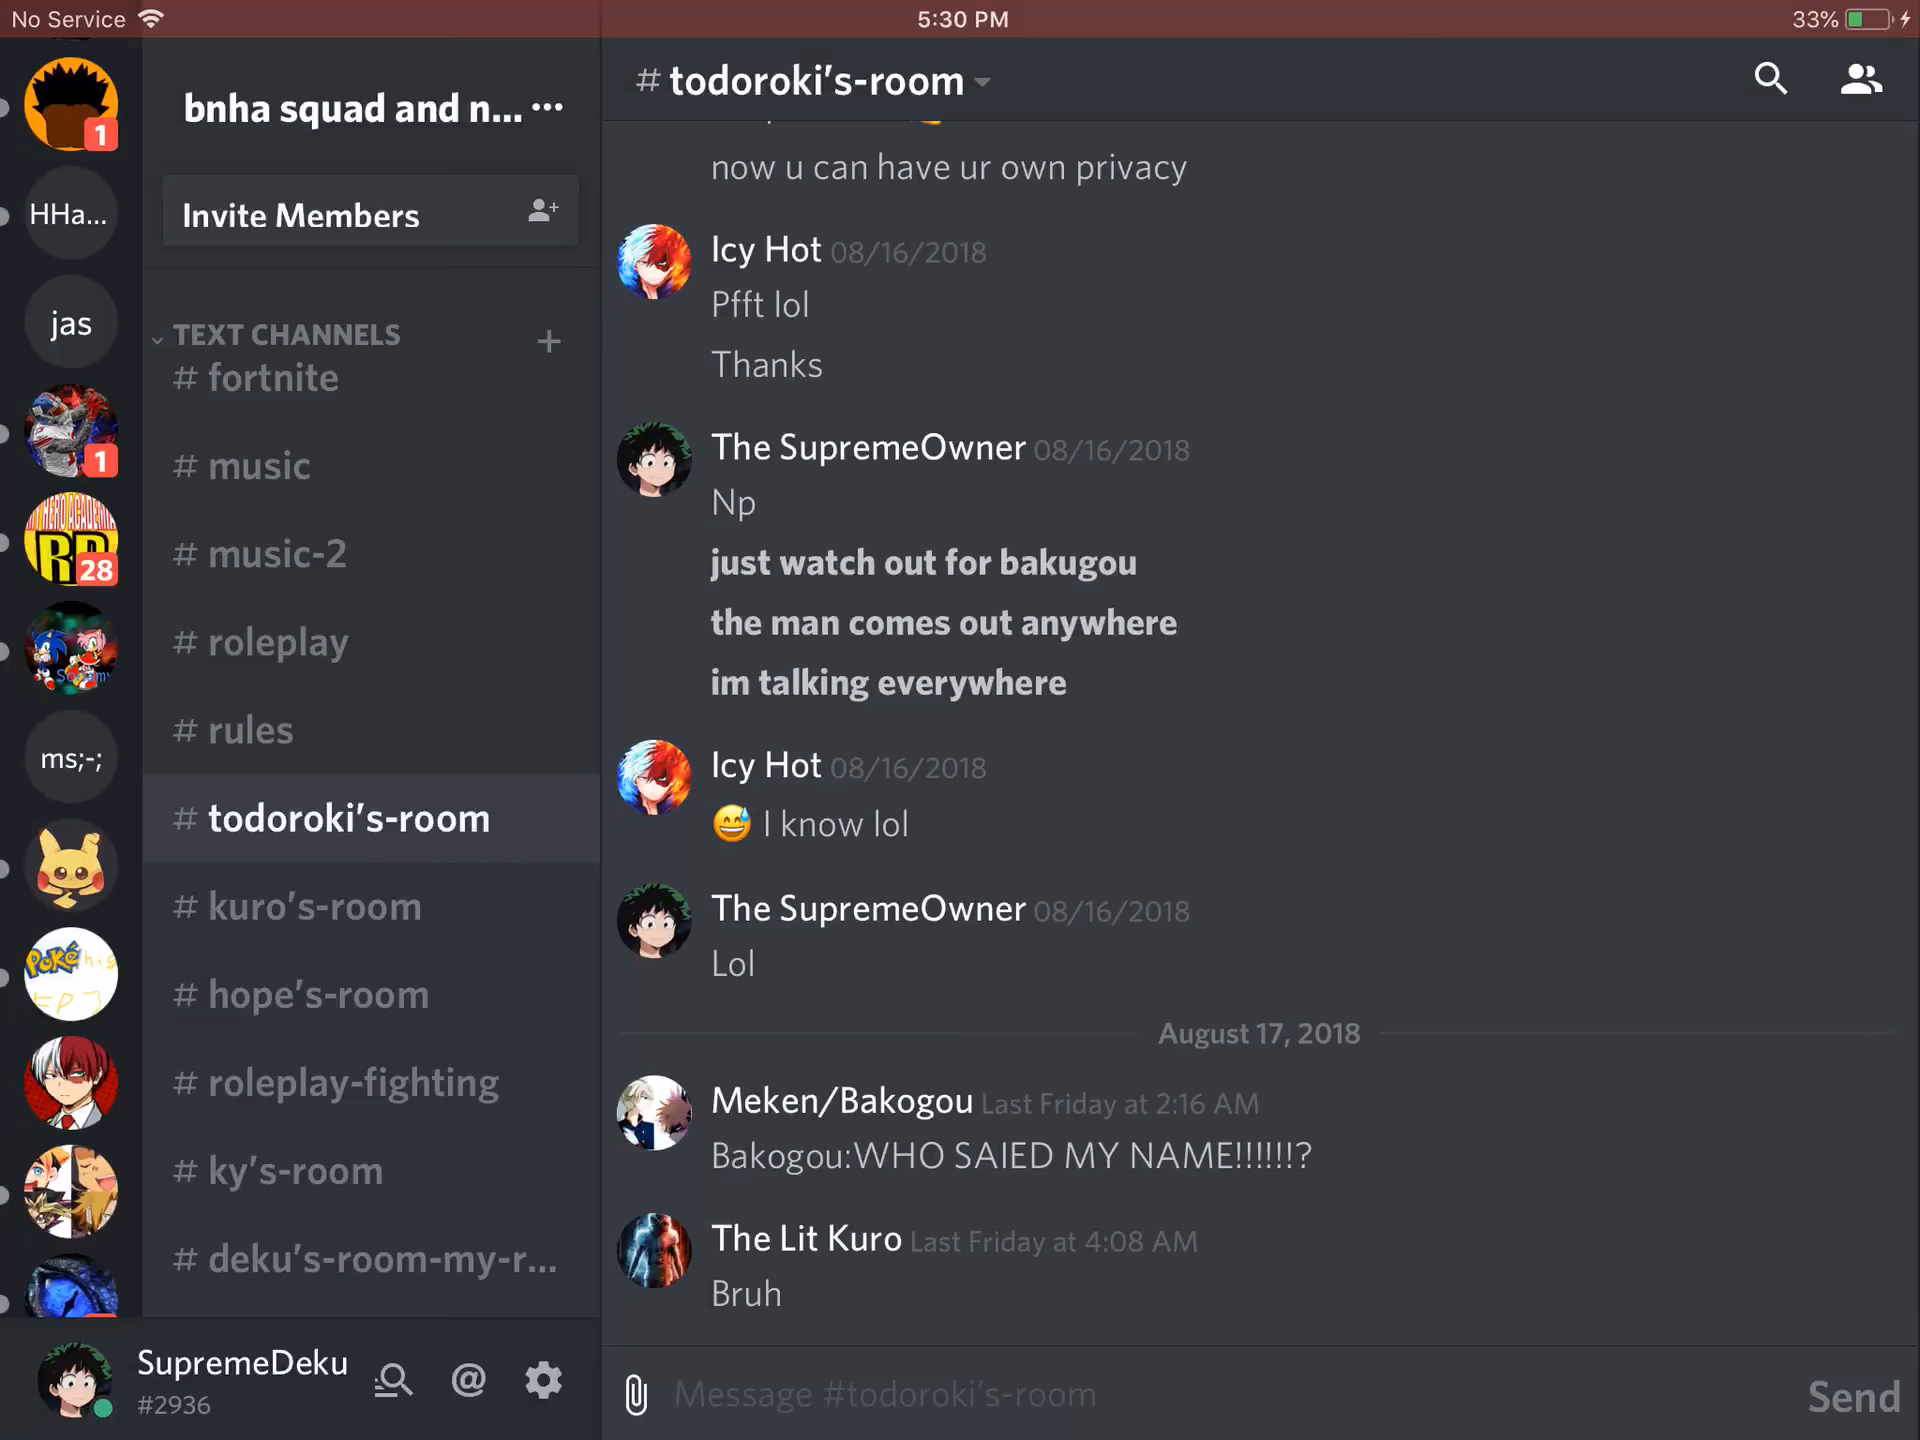 No Service
5:30 PM
33%
1
HHa...
jas
1
MY HERO ACADEMIA
28
ms;-;
Poké
bnha squad and n... ...
Invite Members
TEXT CHANNELS +
# fortnite
# music
# music-2
# roleplay
# rules
# todoroki's-room
# kuro's-room
# hope's-room
# roleplay-fighting
# ky's-room
# deku's-room-my-r...
SupremeDeku
#2936
@
# todoroki's-room
now u can have ur own privacy
Icy Hot 08/16/2018
Pfft lol
Thanks
The SupremeOwner 08/16/2018
Np
just watch out for bakugou
the man comes out anywhere
im talking everywhere
Icy Hot 08/16/2018
😅 I know lol
The SupremeOwner 08/16/2018
Lol
August 17, 2018
Meken/Bakogou Last Friday at 2:16 AM
Bakogou:WHO SAIED MY NAME!!!!!!?
The Lit Kuro Last Friday at 4:08 AM
Bruh
Message #todoroki's-room
Send